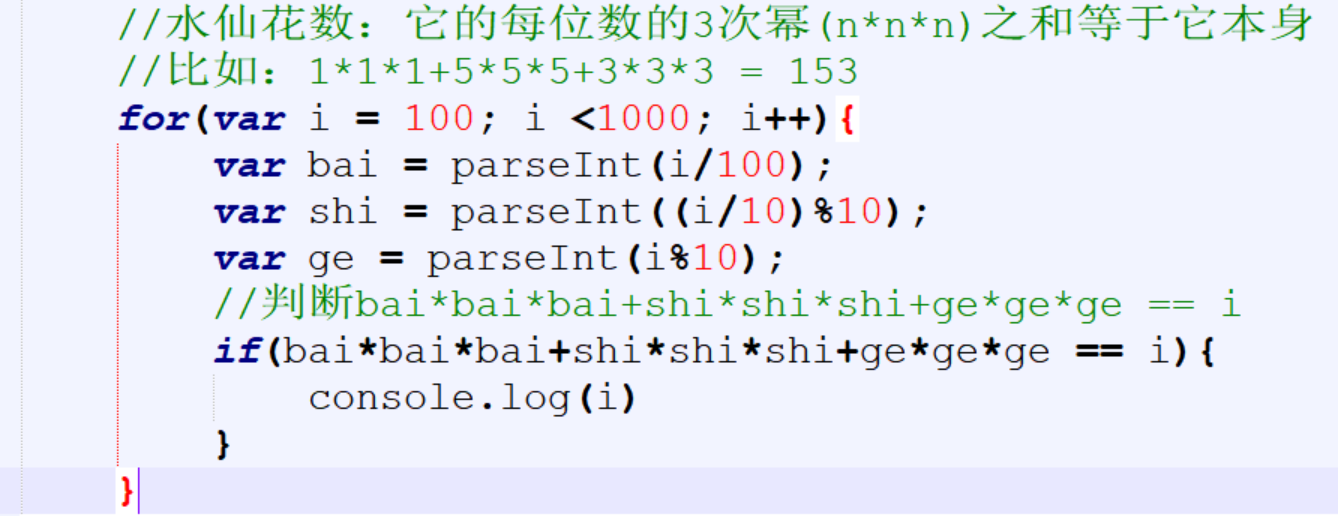 //水仙花数：它的每位数的3次幂(n*n*n)之和等于它本身
//比如：1*1*1+5*5*5+3*3*3 = 153
for(var i = 100; i <1000; i++){
var bai = parseInt(i/100);
var shi = parseInt((i/10)%10);
var ge = parseInt(i%10);
//判断bai*bai*bai+shi*shi*shi+ge*ge*ge == i
if(bai*bai*bai+shi*shi*shi+ge*ge*ge == i){
console.log(i)
}
}